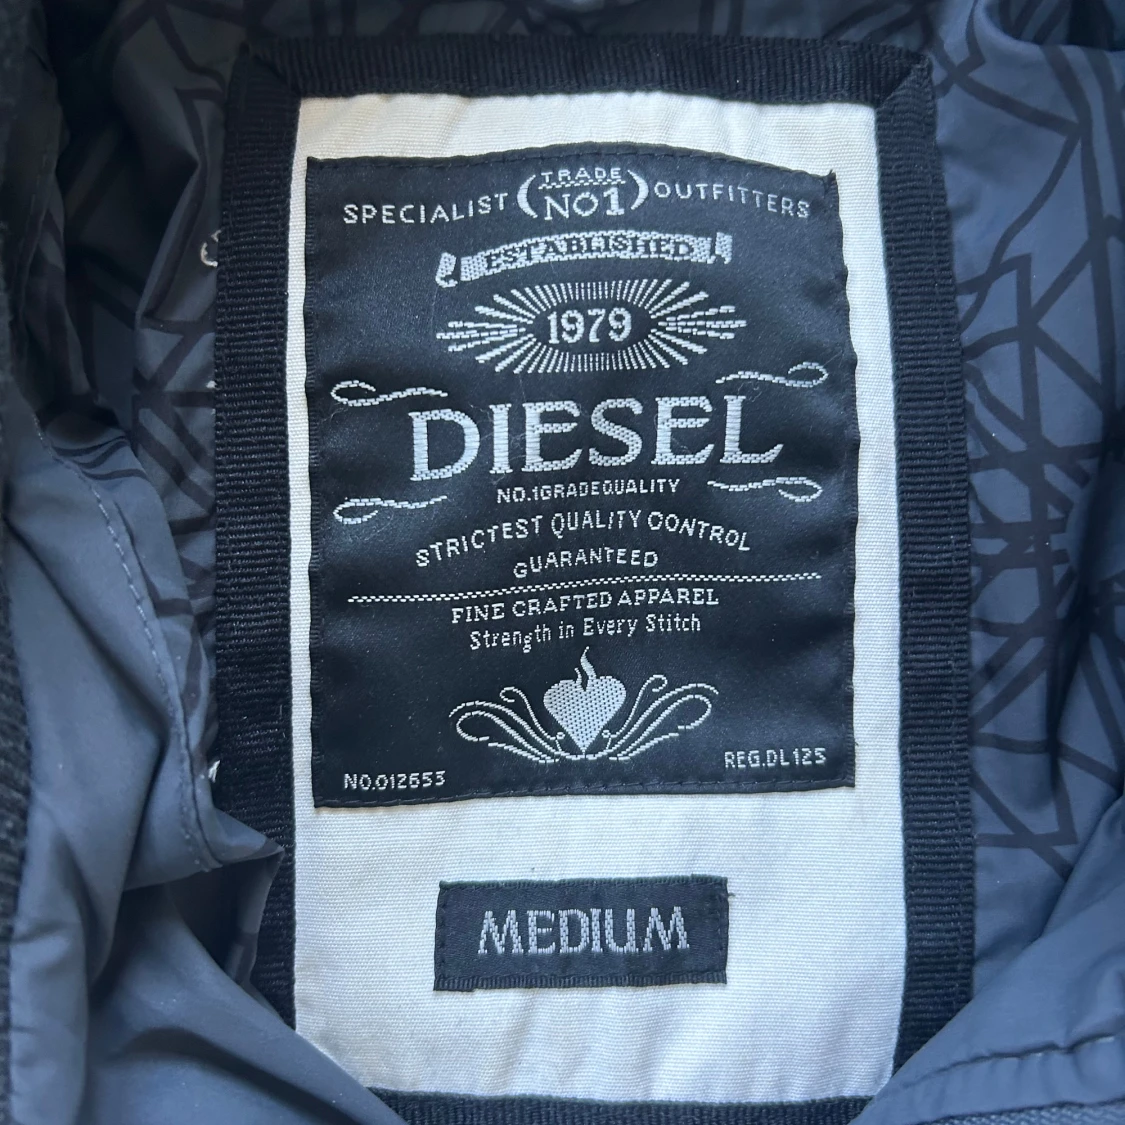 TRADE
SPECIALIST (NO1) OUTFITTERS
ESTABLISHED
1979
DIESEL
NO.1GRADEQUALITY
STRICTEST QUALITY CONTROL
GUARANTEED
FINE CRAFTED APPAREL
Strength in Every Stitch
NO.012653 REG.DL125
MEDIUM